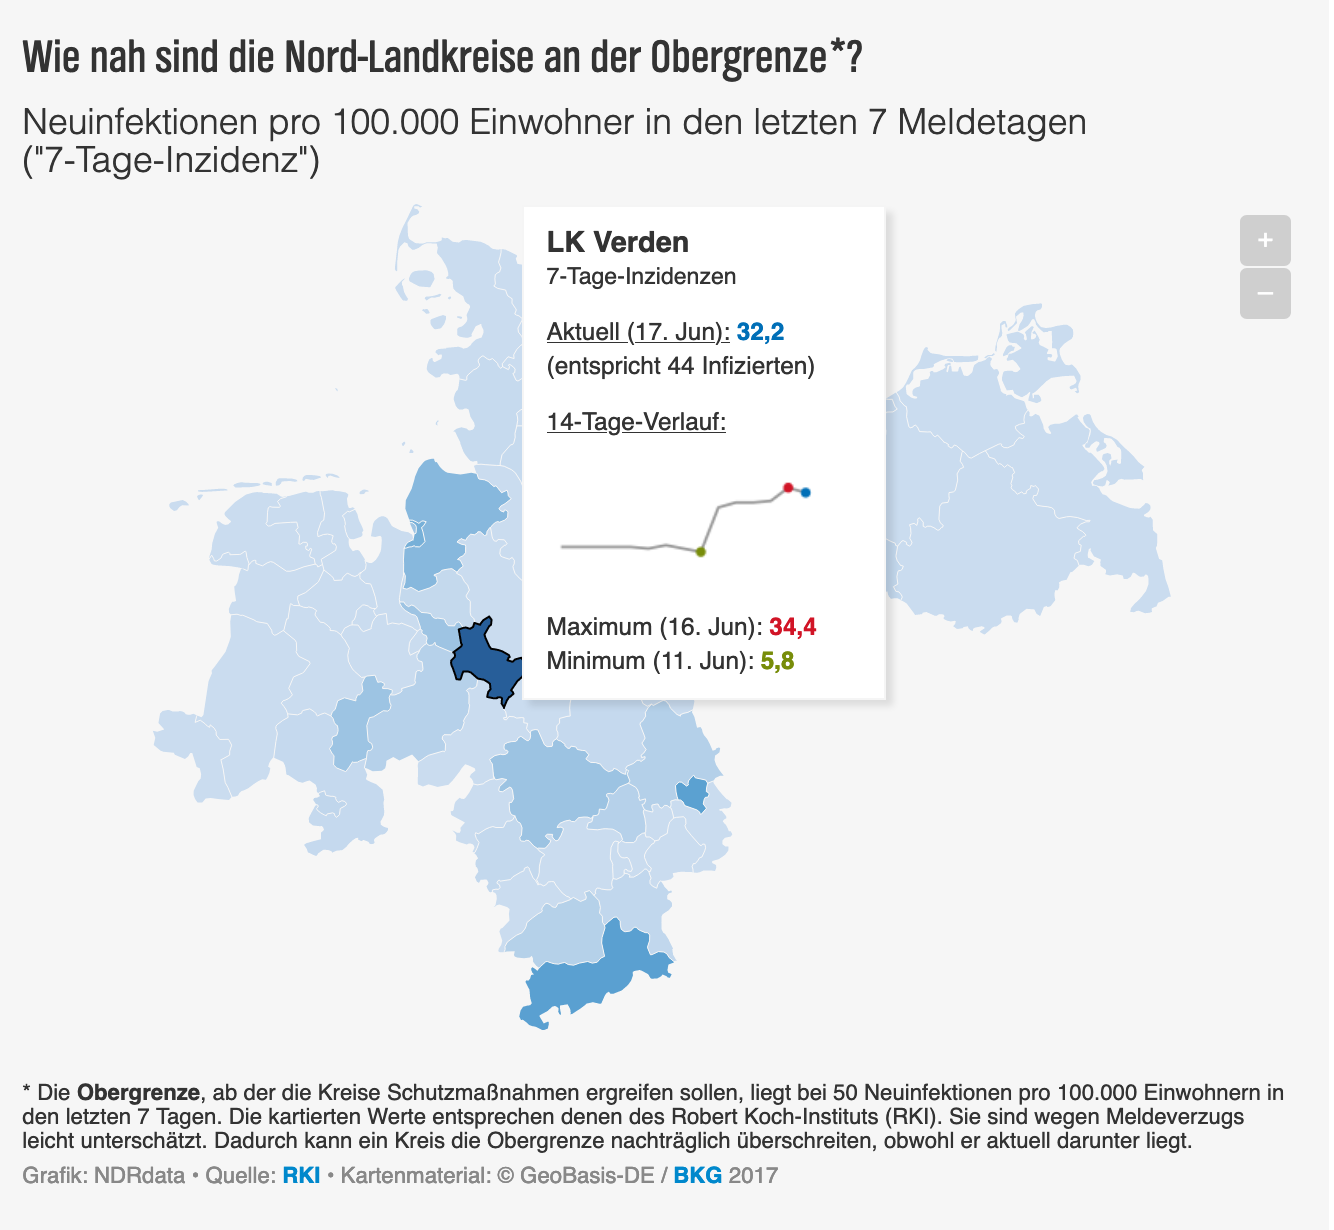 Wie nah sind die Nord-Landkreise an der Obergrenze*?
Neuinfektionen pro 100.000 Einwohner in den letzten 7 Meldetagen
("7-Tage-Inzidenz")
+
–
LK Verden
7-Tage-Inzidenzen
Aktuell (17. Jun): 32,2
(entspricht 44 Infizierten)
14-Tage-Verlauf:
Maximum (16. Jun): 34,4
Minimum (11. Jun): 5,8
* Die Obergrenze, ab der die Kreise Schutzmaßnahmen ergreifen sollen, liegt bei 50 Neuinfektionen pro 100.000 Einwohnern in
den letzten 7 Tagen. Die kartierten Werte entsprechen denen des Robert Koch-Instituts (RKI). Sie sind wegen Meldeverzugs
leicht unterschätzt. Dadurch kann ein Kreis die Obergrenze nachträglich überschreiten, obwohl er aktuell darunter liegt.
Grafik: NDRdata • Quelle: RKI • Kartenmaterial: © GeoBasis-DE / BKG 2017